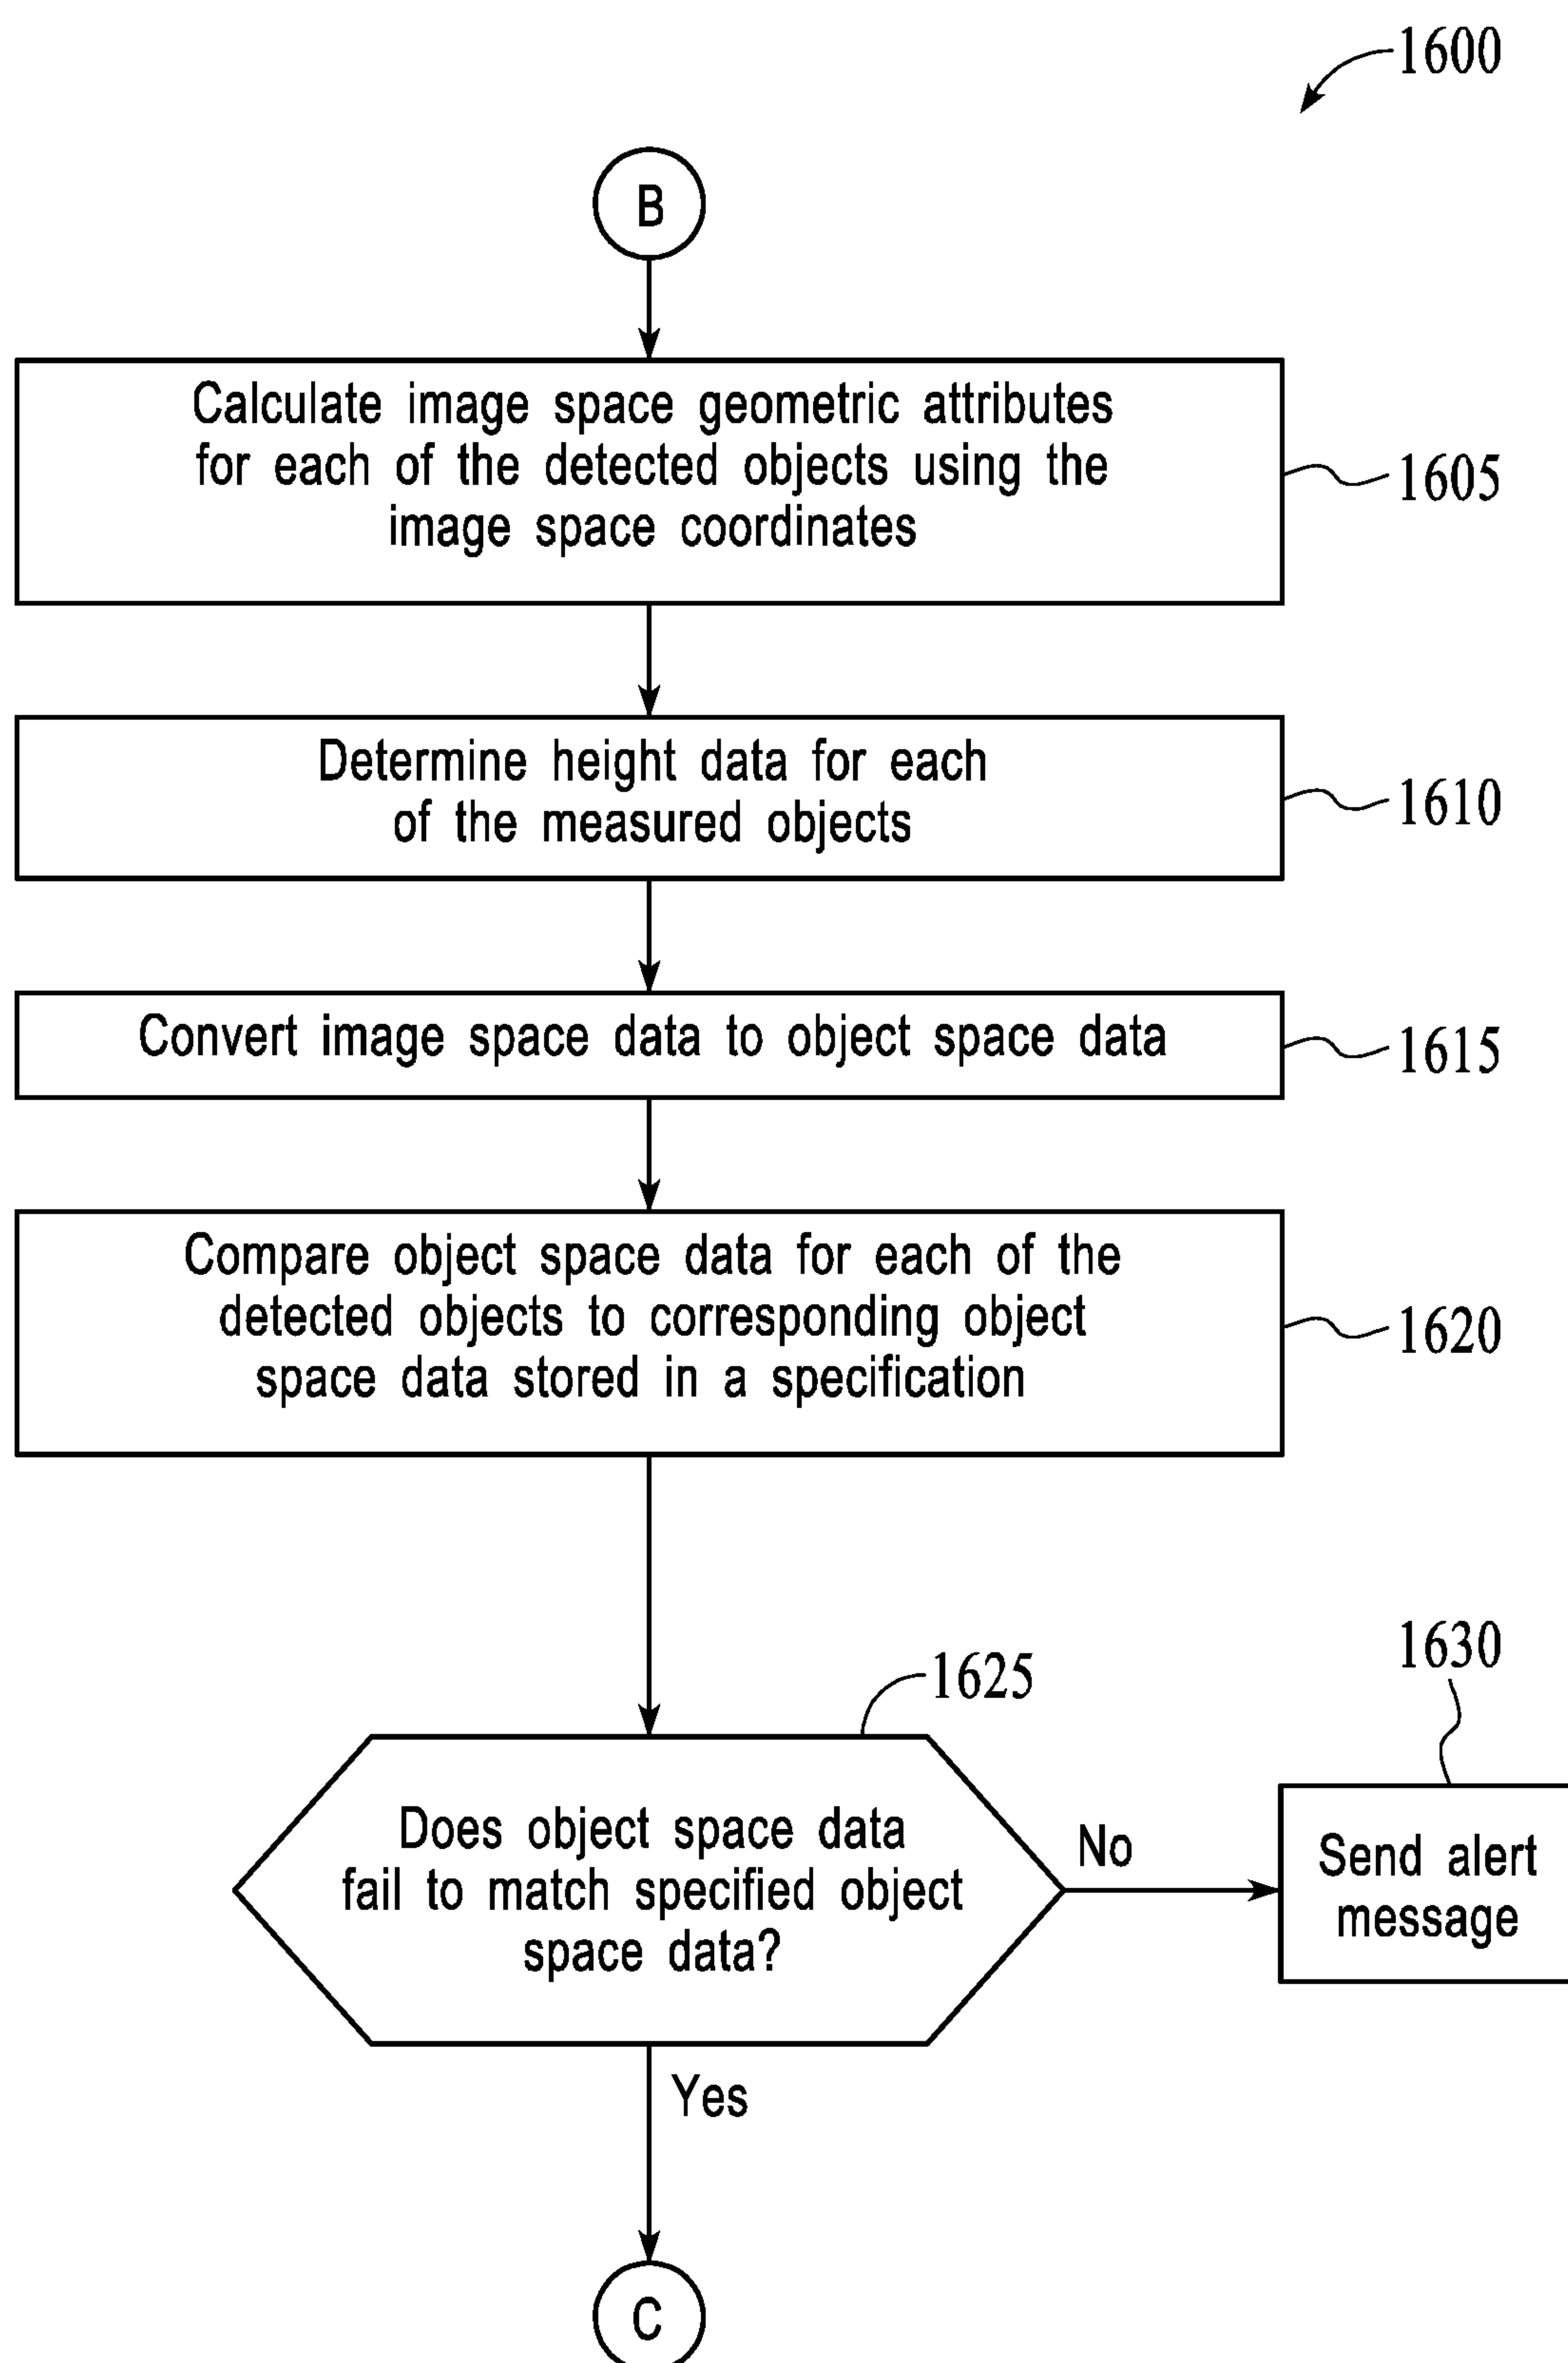 1600
B
Calculate image space geometric attributes
for each of the detected objects using the
image space coordinates
1605
Determine height data for each
of the measured objects
1610
Convert image space data to object space data
1615
Compare object space data for each of the
detected objects to corresponding object
space data stored in a specification
1620
1625
1630
Does object space data
fail to match specified object
space data?
No
Send alert
message
Yes
C